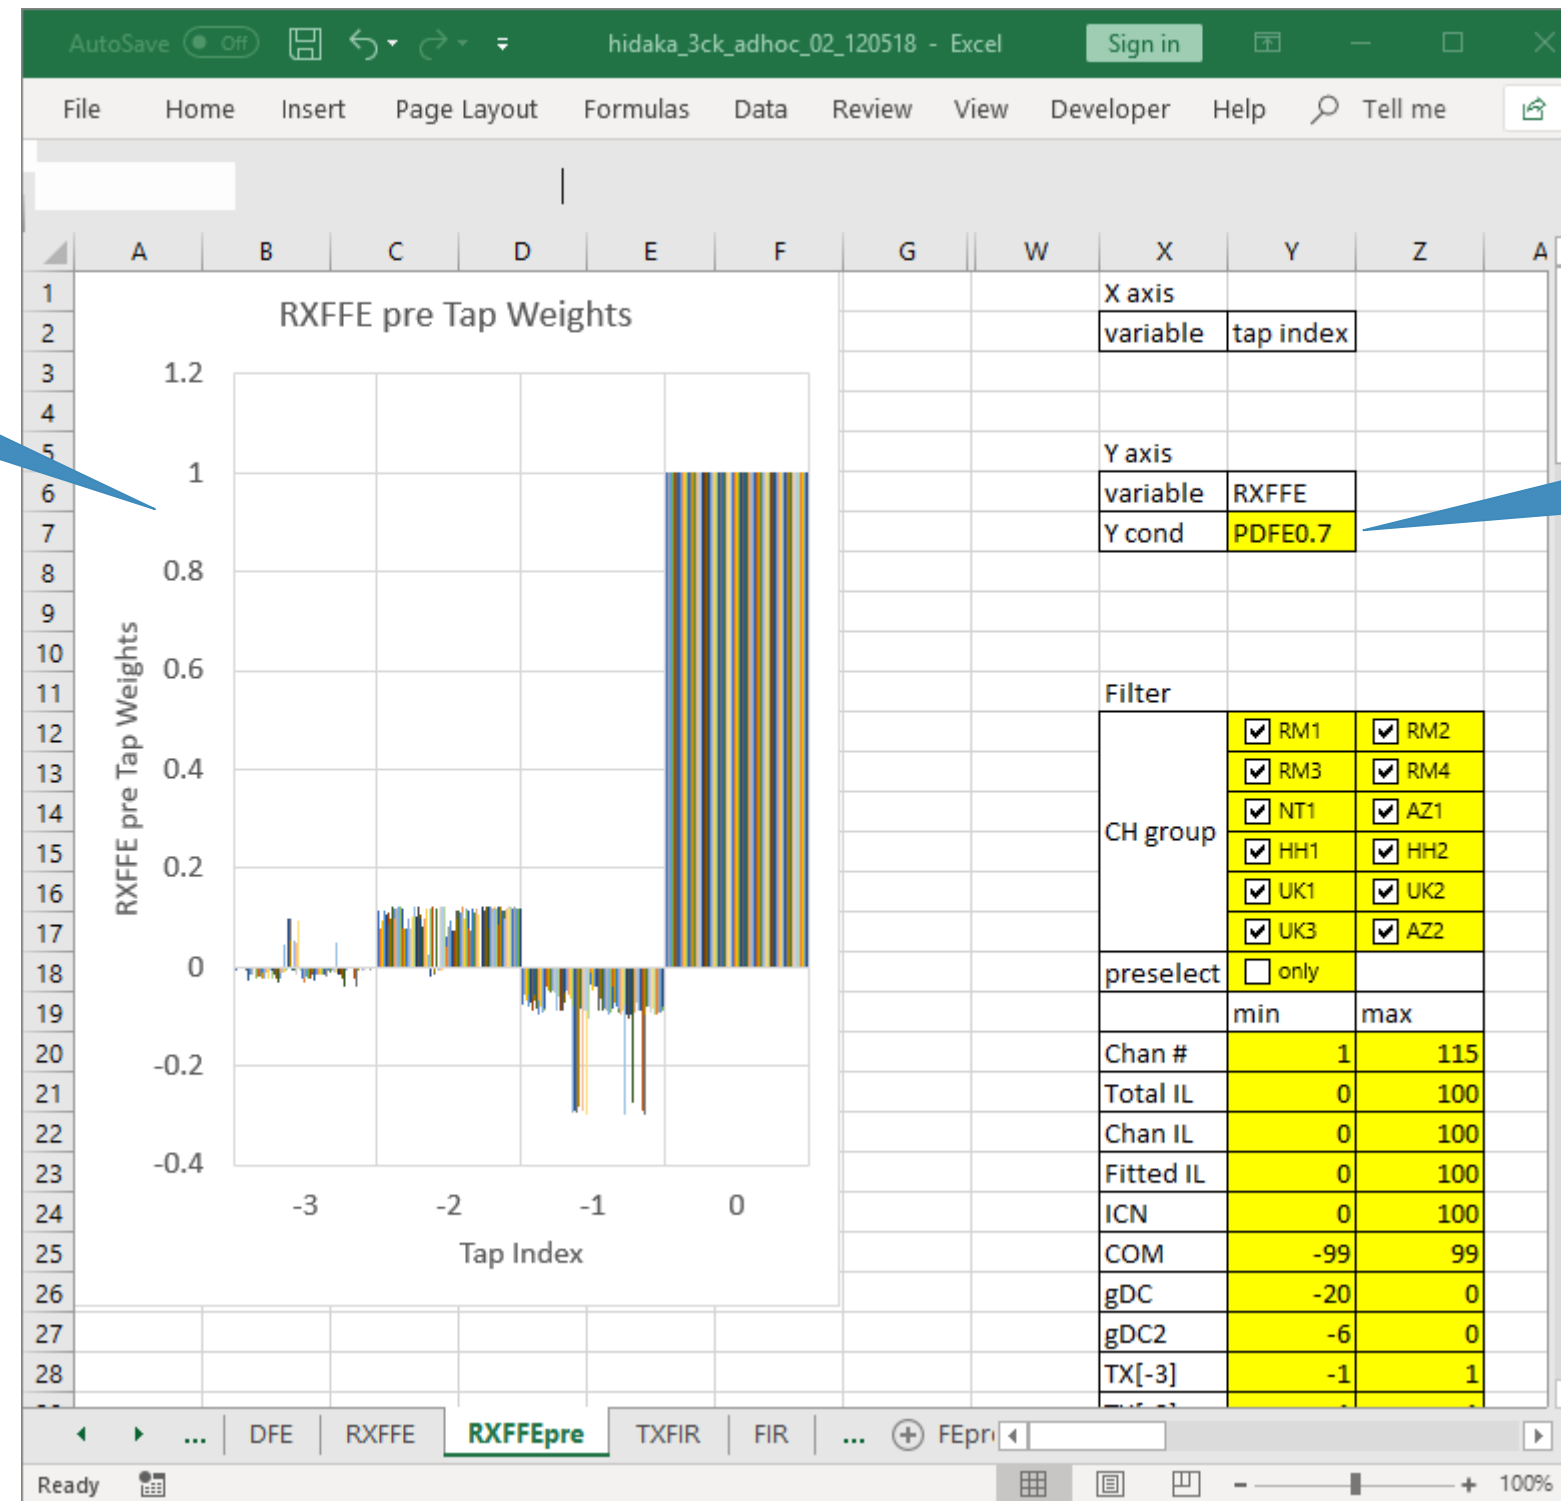 AutoSave Off hidaka_3ck_adhoc_02_120518 - Excel Sign in
File Home Insert Page Layout Formulas Data Review View Developer Help Tell me
A B C D E F G W X Y Z A
1 X axis
RXFFE pre Tap Weights
2 variable tap index
3
1.2
4
5 Y axis
1
6 variable RXFFE
7 Y cond PDFE0.7
8
0.8
9
10
0.6
11 Filter
RXFFE pre Tap Weights
12 RM1 RM2
13 RM3 RM4
0.4
14 NT1 AZ1
CH group
15 HH1 HH2
0.2
16 UK1 UK2
17 UK3 AZ2
18 preselect only
0
19 min max
20 Chan # 1 115
-0.2
21 Total IL 0 100
22 Chan IL 0 100
23 Fitted IL 0 100
-0.4
24 ICN 0 100
-3 -2 -1 0
25 COM -99 99
Tap Index
26 gDC -20 0
27 gDC2 -6 0
28 TX[-3] -1 1
... DFE RXFFE RXFFEpre TXFIR FIR ... FEpr
Ready 100%